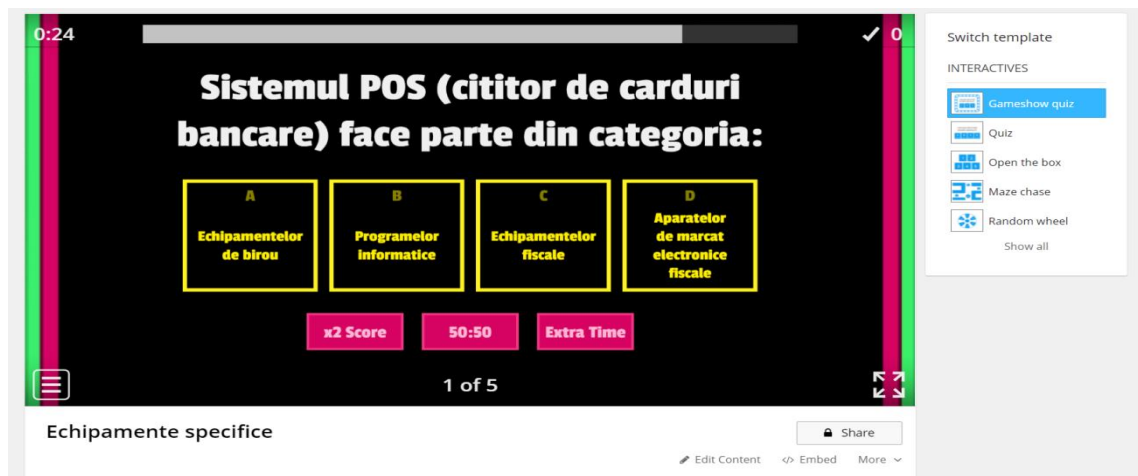 0:24
0
Sistemul POS (cititor de carduri
bancare) face parte din categoria:
A
Echipamentelor
de birou
B
Programelor
informatice
C
Echipamentelor
fiscale
D
Aparatelor
de marcat
electronice
fiscale
x2 Score
50:50
Extra Time
1 of 5
Echipamente specifice
Share
Edit Content
</> Embed
More
Switch template
INTERACTIVES
Gameshow quiz
Quiz
Open the box
Maze chase
Random wheel
Show all